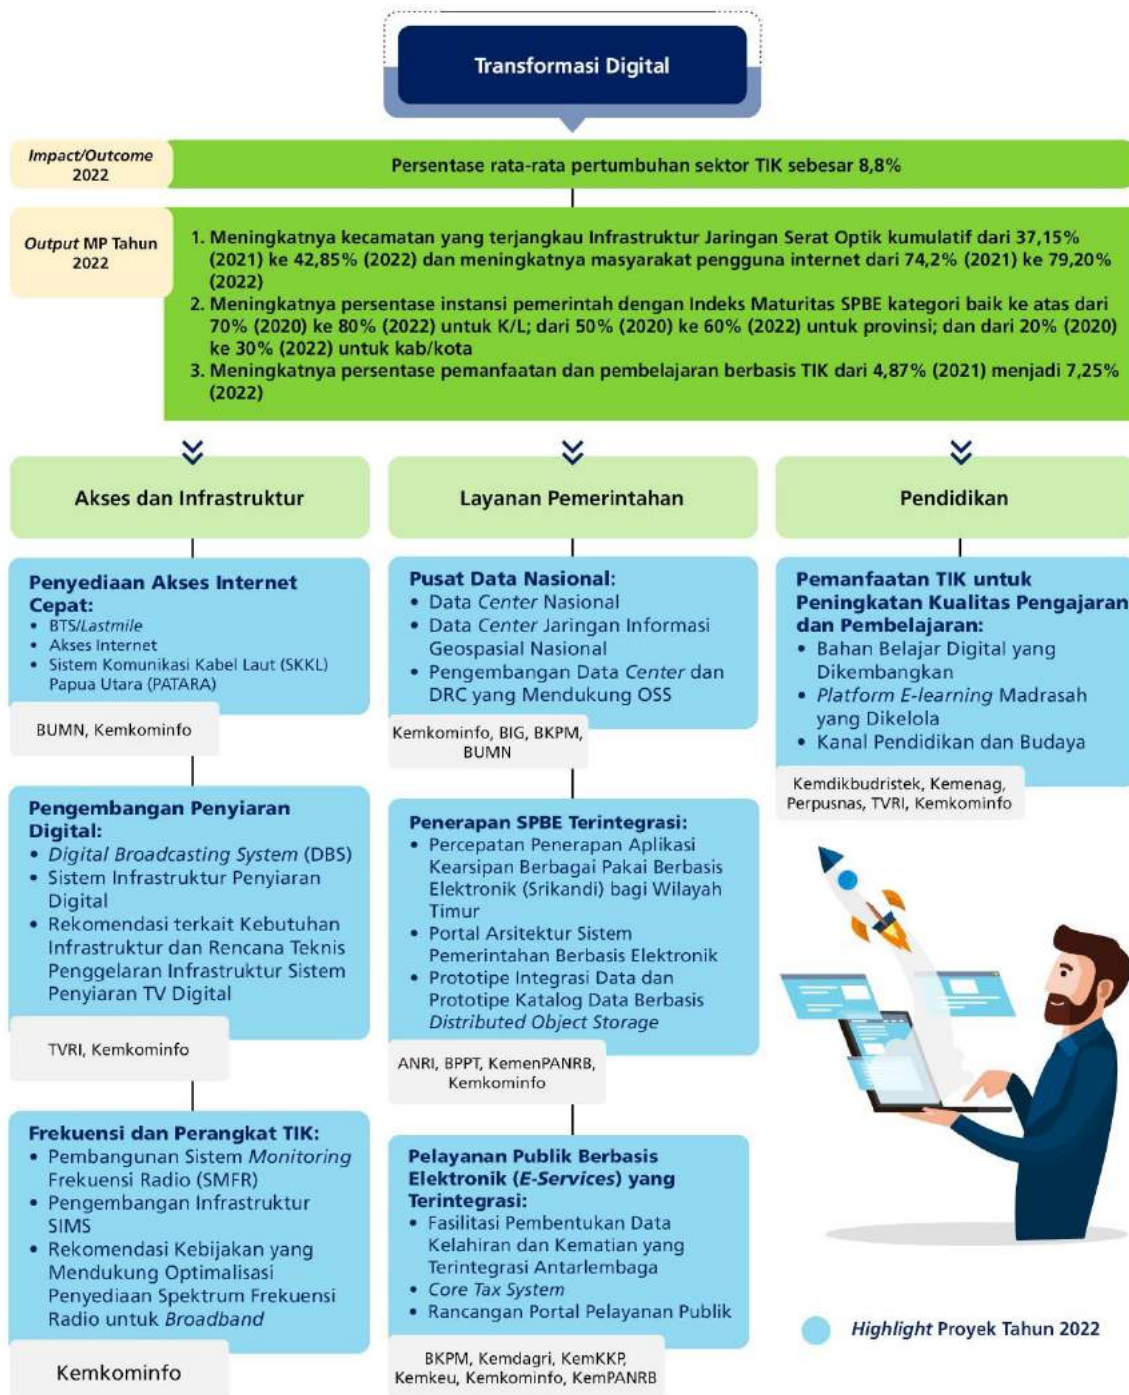 Transformasi Digital
Impact/Outcome
2022
Persentase rata-rata pertumbuhan sektor TIK sebesar 8,8%
Output MP Tahun
2022
1. Meningkatnya kecamatan yang terjangkau Infrastruktur Jaringan Serat Optik kumulatif dari 37,15%
(2021) ke 42,85% (2022) dan meningkatnya masyarakat pengguna internet dari 74,2% (2021) ke 79,20%
(2022)
2. Meningkatnya persentase instansi pemerintah dengan Indeks Maturitas SPBE kategori baik ke atas dari
70% (2020) ke 80% (2022) untuk K/L; dari 50% (2020) ke 60% (2022) untuk provinsi; dan dari 20% (2020)
ke 30% (2022) untuk kab/kota
3. Meningkatnya persentase pemanfaatan dan pembelajaran berbasis TIK dari 4,87% (2021) menjadi 7,25%
(2022)
Akses dan Infrastruktur
Penyediaan Akses Internet
Cepat:
• BTS/Lastmile
• Akses Internet
• Sistem Komunikasi Kabel Laut (SKKL)
Papua Utara (PATARA)
BUMN, Kemkominfo
Pengembangan Penyiaran
Digital:
• Digital Broadcasting System (DBS)
• Sistem Infrastruktur Penyiaran
Digital
• Rekomendasi terkait Kebutuhan
Infrastruktur dan Rencana Teknis
Penggelaran Infrastruktur Sistem
Penyiaran TV Digital
TVRI, Kemkominfo
Frekuensi dan Perangkat TIK:
• Pembangunan Sistem Monitoring
Frekuensi Radio (SMFR)
• Pengembangan Infrastruktur
SIMS
• Rekomendasi Kebijakan yang
Mendukung Optimalisasi
Penyediaan Spektrum Frekuensi
Radio untuk Broadband
Kemkominfo
Layanan Pemerintahan
Pusat Data Nasional:
• Data Center Nasional
• Data Center Jaringan Informasi
Geospasial Nasional
• Pengembangan Data Center dan
DRC yang Mendukung OSS
Kemkominfo, BIG, BKPM,
BUMN
Penerapan SPBE Terintegrasi:
• Percepatan Penerapan Aplikasi
Kearsipan Berbagai Pakai Berbasis
Elektronik (Srikandi) bagi Wilayah
Timur
• Portal Arsitektur Sistem
Pemerintahan Berbasis Elektronik
• Prototipe Integrasi Data dan
Prototipe Katalog Data Berbasis
Distributed Object Storage
ANRI, BPPT, KemenPANRB,
Kemkominfo
Pelayanan Publik Berbasis
Elektronik (E-Services) yang
Terintegrasi:
• Fasilitasi Pembentukan Data
Kelahiran dan Kematian yang
Terintegrasi Antarlembaga
• Core Tax System
• Rancangan Portal Pelayanan Publik
BKPM, Kemdagri, KemKKP,
Kemkeu, Kemkominfo, KemPANRB
Pendidikan
Pemanfaatan TIK untuk
Peningkatan Kualitas Pengajaran
dan Pembelajaran:
• Bahan Belajar Digital yang
Dikembangkan
• Platform E-learning Madrasah
yang Dikelola
• Kanal Pendidikan dan Budaya
Kemdikbudristek, Kemenag,
Perpusnas, TVRI, Kemkominfo
Highlight Proyek Tahun 2022